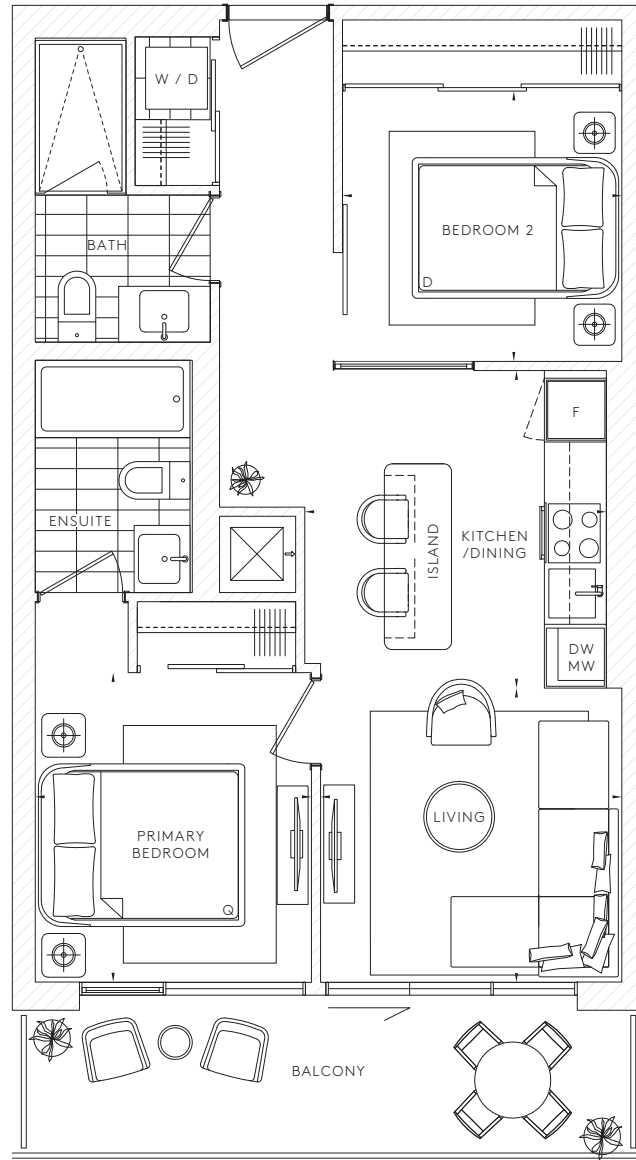 W / D
BEDROOM 2
D
BATH
F
ENSUITE
ISLAND
KITCHEN
/DINING
DW
MW
PRIMARY
BEDROOM
Q
LIVING
BALCONY